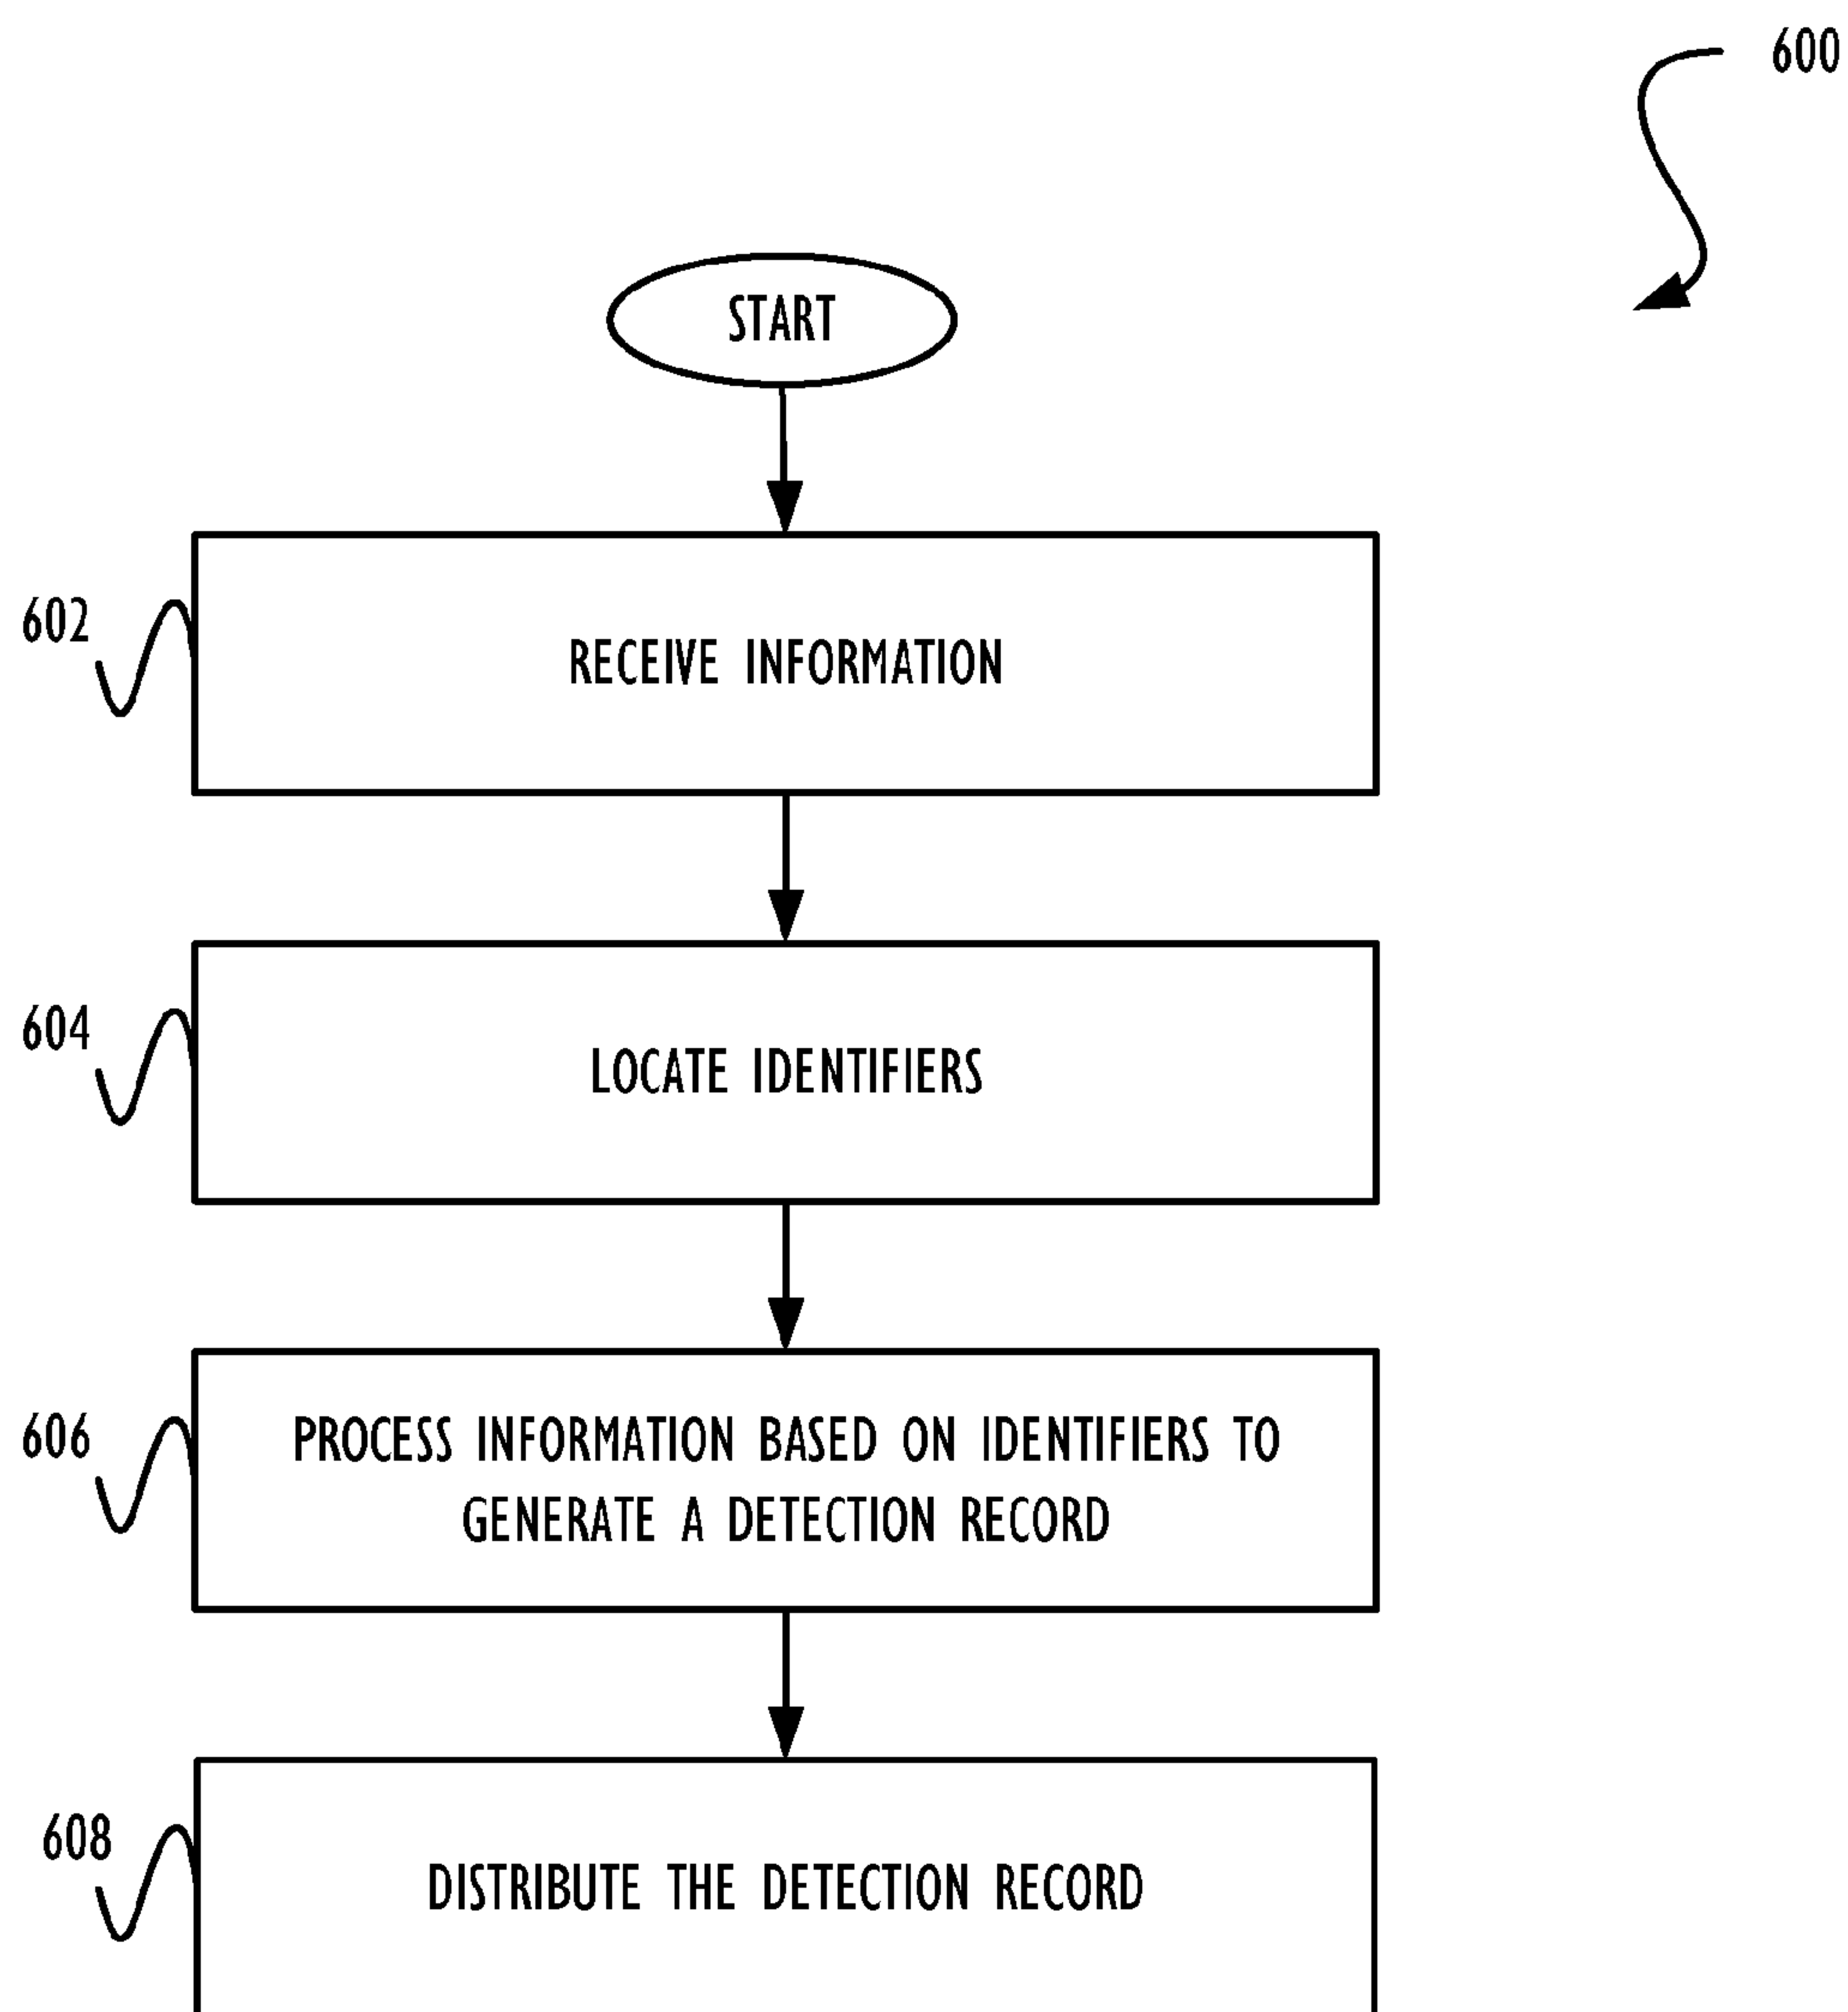 600
START
602
RECEIVE INFORMATION
604
LOCATE IDENTIFIERS
606
PROCESS INFORMATION BASED ON IDENTIFIERS TO
GENERATE A DETECTION RECORD
608
DISTRIBUTE THE DETECTION RECORD